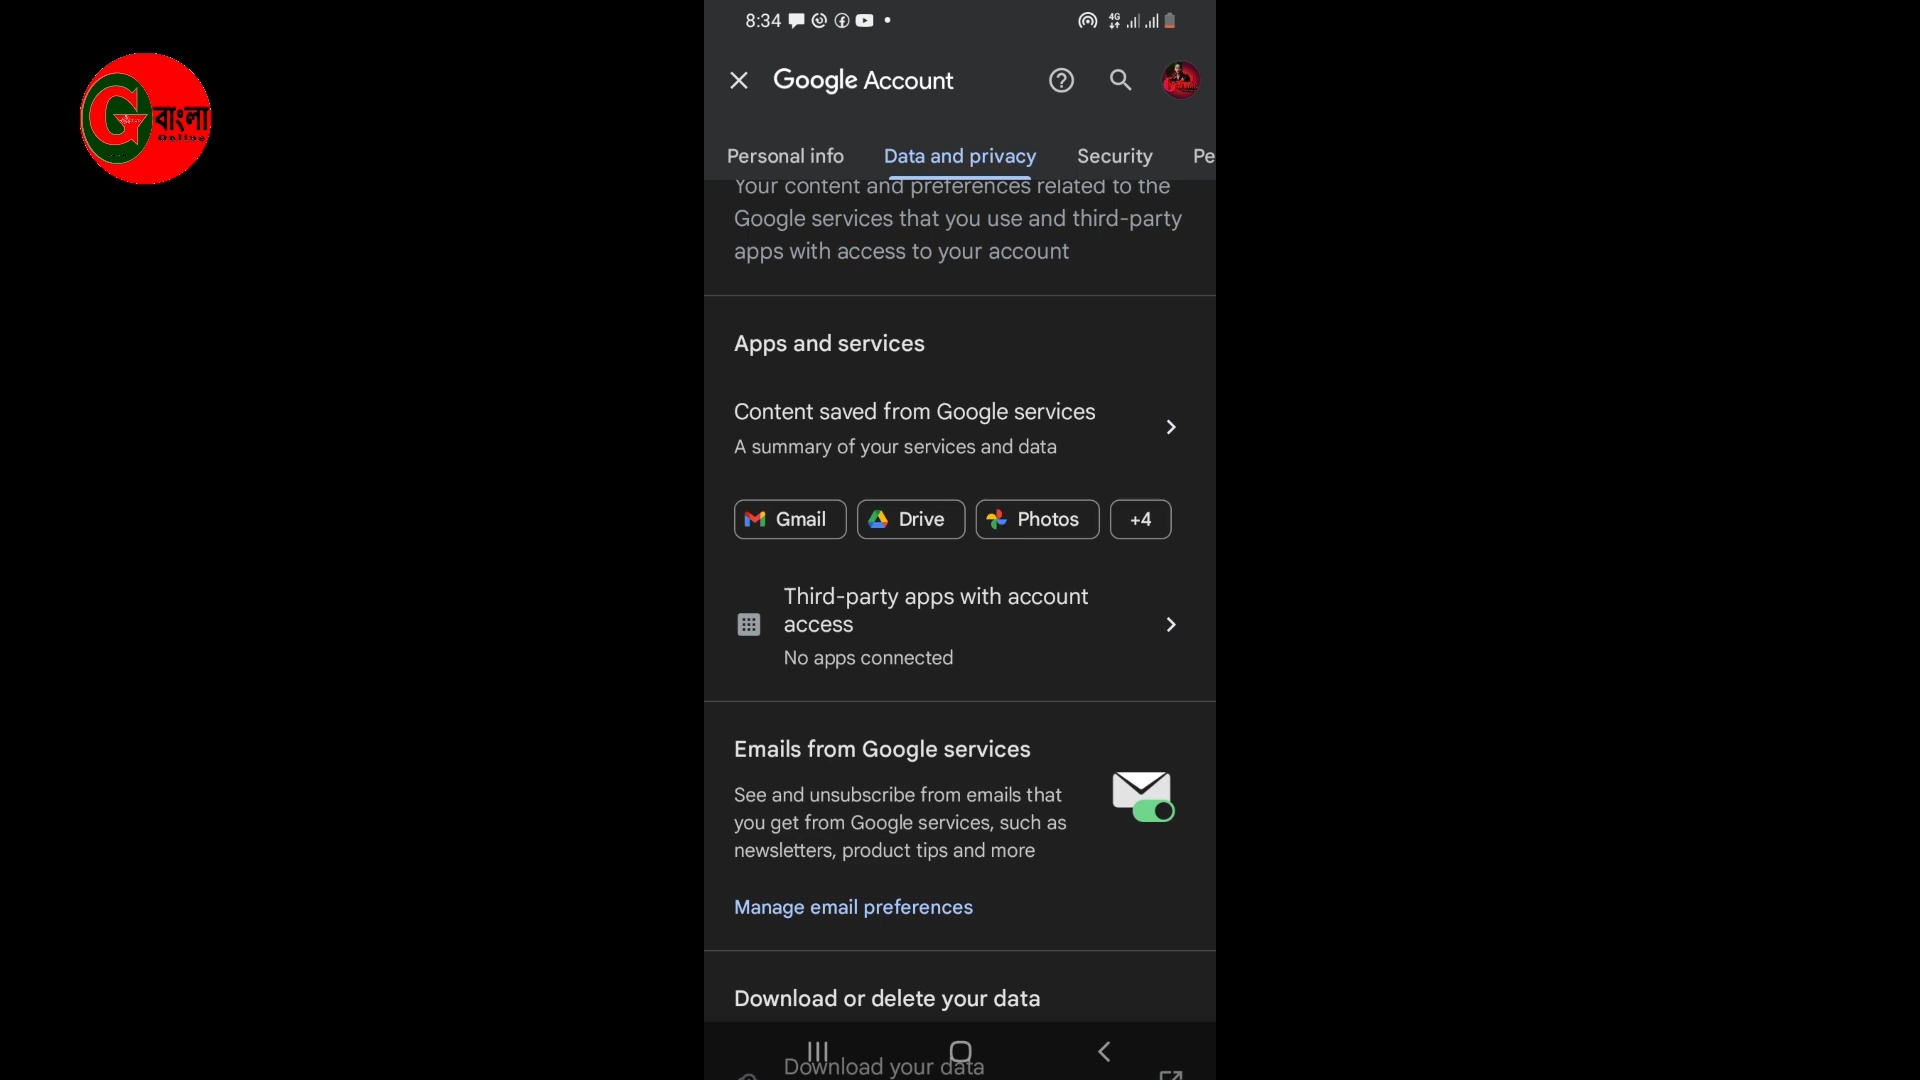 8:34
4G
G বাংলা
Online
Google Account
Personal info Data and privacy Security Pe
Your content and preferences related to the
Google services that you use and third-party
apps with access to your account
Apps and services
Content saved from Google services
A summary of your services and data
Gmail Drive Photos +4
Third-party apps with account
access
No apps connected
Emails from Google services
See and unsubscribe from emails that
you get from Google services, such as
newsletters, product tips and more
Manage email preferences
Download or delete your data
Download your data